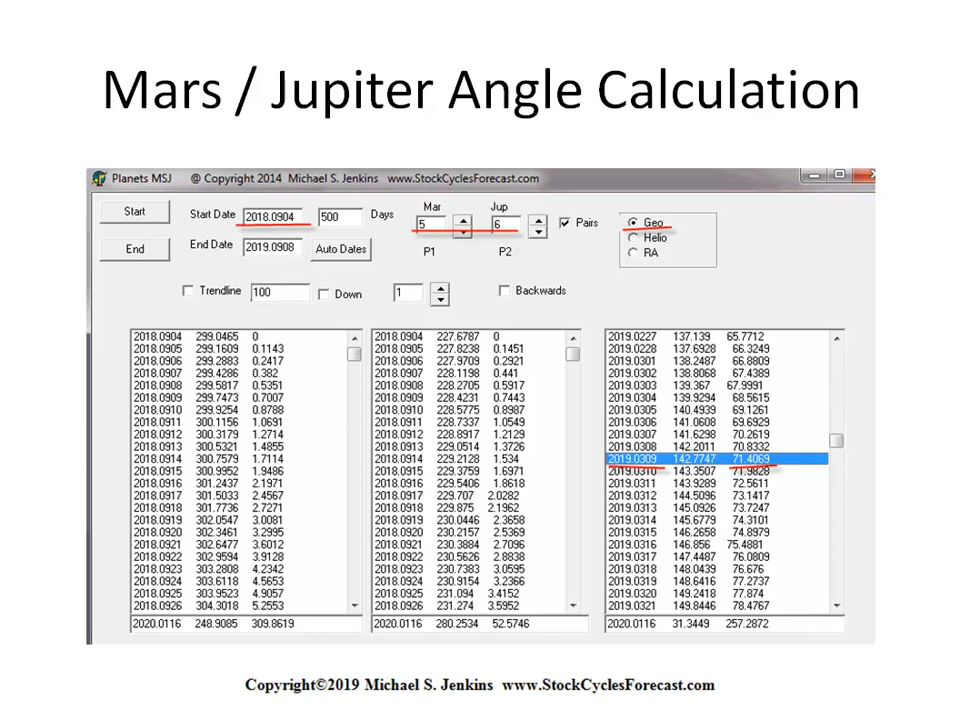 Mars / Jupiter Angle Calculation
Planets MSJ @ Copyright 2014 Michael S. Jenkins www.StockCyclesForecast.com
Mar Jup
Start Start Date 2018.0904 500 Days 5 6 Pairs Geo
Helio
End End Date 2019.0908 Auto Dates P1 P2 RA
Trendline 100 Down 1 Backwards
2018.0904 299.0465 0 2018.0904 227.6787 0 2019.0227 137.139 65.7712
2018.0905 299.1609 0.1143 2018.0905 227.8238 0.1451 2019.0228 137.6928 66.3249
2018.0906 299.2883 0.2417 2018.0906 227.9709 0.2921 2019.0301 138.2487 66.8809
2018.0907 299.4286 0.382 2018.0907 228.1198 0.441 2019.0302 138.8068 67.4389
2018.0908 299.5817 0.5351 2018.0908 228.2705 0.5917 2019.0303 139.367 67.9991
2018.0909 299.7473 0.7007 2018.0909 228.4231 0.7443 2019.0304 139.9294 68.5615
2018.0910 299.9254 0.8788 2018.0910 228.5775 0.8987 2019.0305 140.4939 69.1261
2018.0911 300.1156 1.0691 2018.0911 228.7337 1.0549 2019.0306 141.0608 69.6929
2018.0912 300.3179 1.2714 2018.0912 228.8917 1.2129 2019.0307 141.6298 70.2619
2018.0913 300.5321 1.4855 2018.0913 229.0514 1.3726 2019.0308 142.2011 70.8332
2018.0914 300.7579 1.7114 2018.0914 229.2128 1.534 2019.0309 142.7747 71.4069
2018.0915 300.9952 1.9486 2018.0915 229.3759 1.6971 2019.0310 143.3507 71.9828
2018.0916 301.2437 2.1971 2018.0916 229.5406 1.8618 2019.0311 143.9289 72.5611
2018.0917 301.5033 2.4567 2018.0917 229.707 2.0282 2019.0312 144.5096 73.1417
2018.0918 301.7736 2.7271 2018.0918 229.875 2.1962 2019.0313 145.0926 73.7247
2018.0919 302.0547 3.0081 2018.0919 230.0446 2.3658 2019.0314 145.6779 74.3101
2018.0920 302.3461 3.2995 2018.0920 230.2157 2.5369 2019.0315 146.2658 74.8979
2018.0921 302.6477 3.6012 2018.0921 230.3884 2.7096 2019.0316 146.856 75.4881
2018.0922 302.9594 3.9128 2018.0922 230.5626 2.8838 2019.0317 147.4487 76.0809
2018.0923 303.2808 4.2342 2018.0923 230.7383 3.0595 2019.0318 148.0439 76.676
2018.0924 303.6118 4.5653 2018.0924 230.9154 3.2366 2019.0319 148.6416 77.2737
2018.0925 303.9523 4.9057 2018.0925 231.094 3.4152 2019.0320 149.2418 77.874
2018.0926 304.3018 5.2553 2018.0926 231.274 3.5952 2019.0321 149.8446 78.4767
2020.0116 248.9085 309.8619 2020.0116 280.2534 52.5746 2020.0116 31.3449 257.2872
Copyright©2019 Michael S. Jenkins www.StockCyclesForecast.com